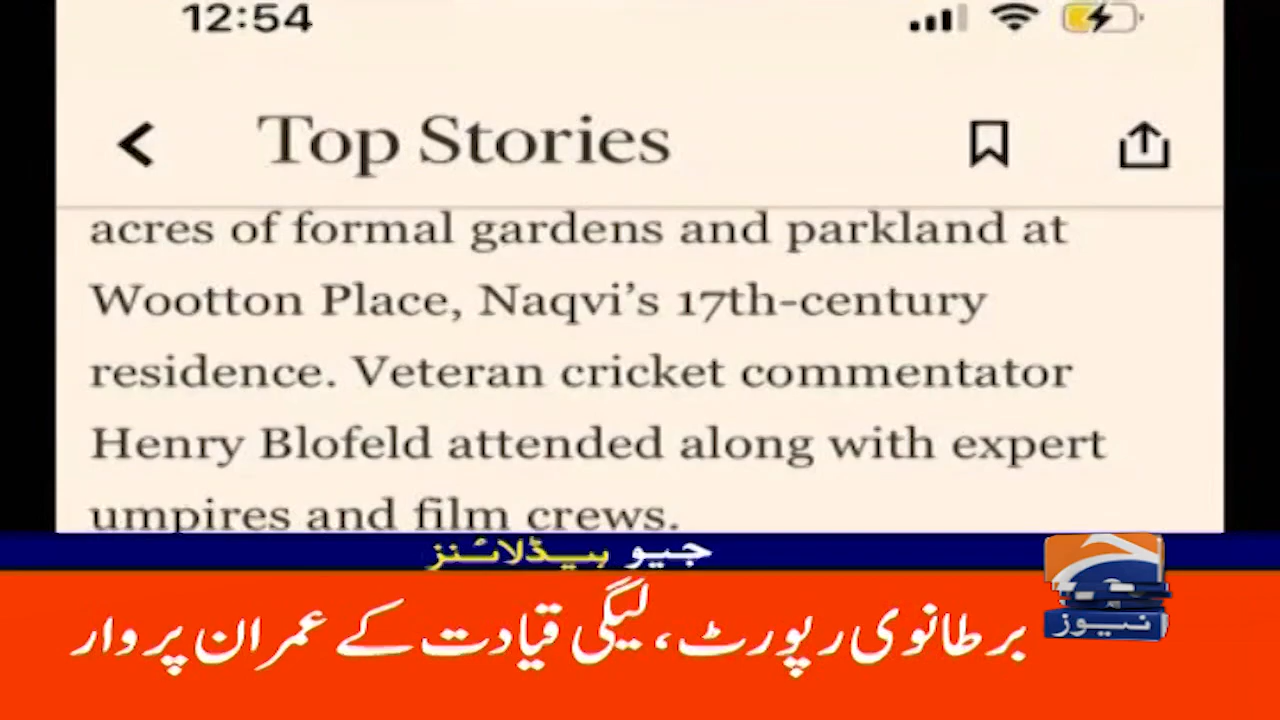 12:54
Top Stories
acres of formal gardens and parkland at
Wootton Place, Naqvi’s 17th-century
residence. Veteran cricket commentator
Henry Blofeld attended along with expert
umpires and film crews.
جیو ہیڈلائنز
برطانوی رپورٹ، لیگی قیادت کے عمران پر وار
نیوز